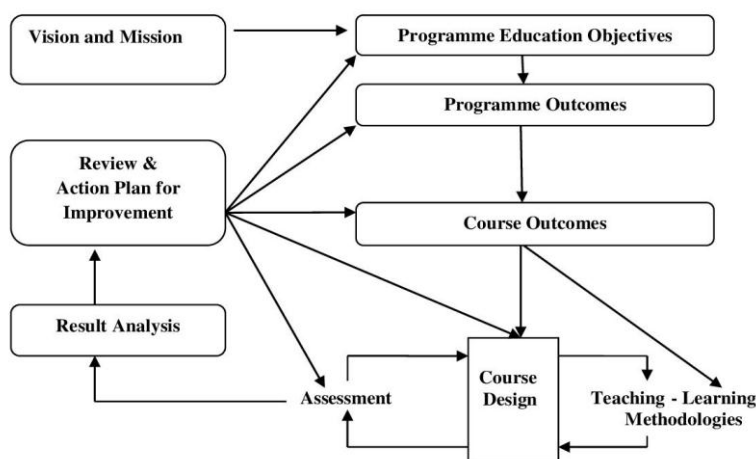 Vision and Mission
Programme Education Objectives
Programme Outcomes
Review &
Action Plan for
Improvement
Course Outcomes
Result Analysis
Assessment
Course
Design
Teaching - Learning
Methodologies